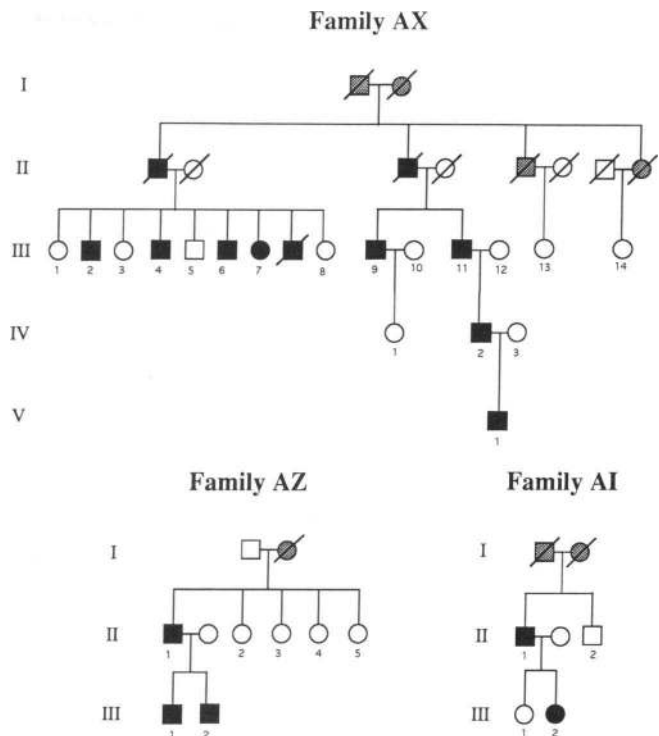 Family AX
I
II
III
1 2 3 4 5 6 7 8 9 10 11 12 13 14
IV
1 2 3
V
1
Family AZ
Family AI
I
I
II
1 2 3 4 5
II
1 2
III
1 2
III
1 2